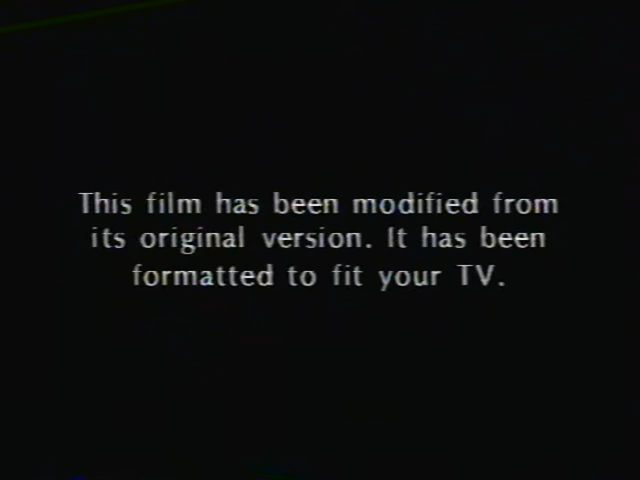 This film has been modified from
its original version. It has been
formatted to fit your TV.